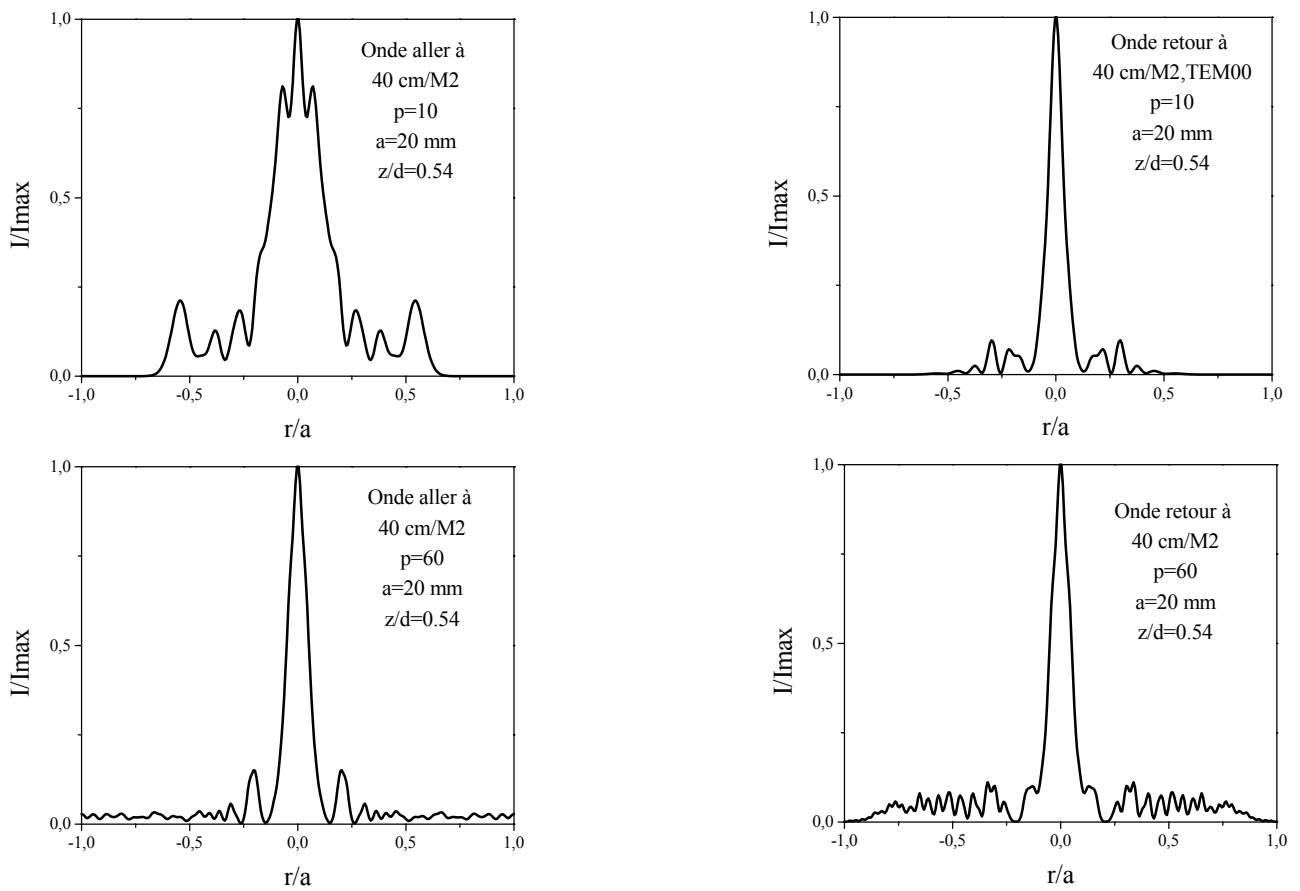 1,0
Onde aller à
40 cm/M2
p=10
a=20 mm
z/d=0.54
I/Imax
0,5
0,0
-1,0 -0,5 0,0 0,5 1,0
r/a
1,0
Onde retour à
40 cm/M2,TEM00
p=10
a=20 mm
z/d=0.54
I/Imax
0,5
0,0
-1,0 -0,5 0,0 0,5 1,0
r/a
1,0
Onde aller à
40 cm/M2
p=60
a=20 mm
z/d=0.54
I/Imax
0,5
0,0
-1,0 -0,5 0,0 0,5 1,0
r/a
1,0
Onde retour à
40 cm/M2
p=60
a=20 mm
z/d=0.54
I/Imax
0,5
0,0
-1,0 -0,5 0,0 0,5 1,0
r/a